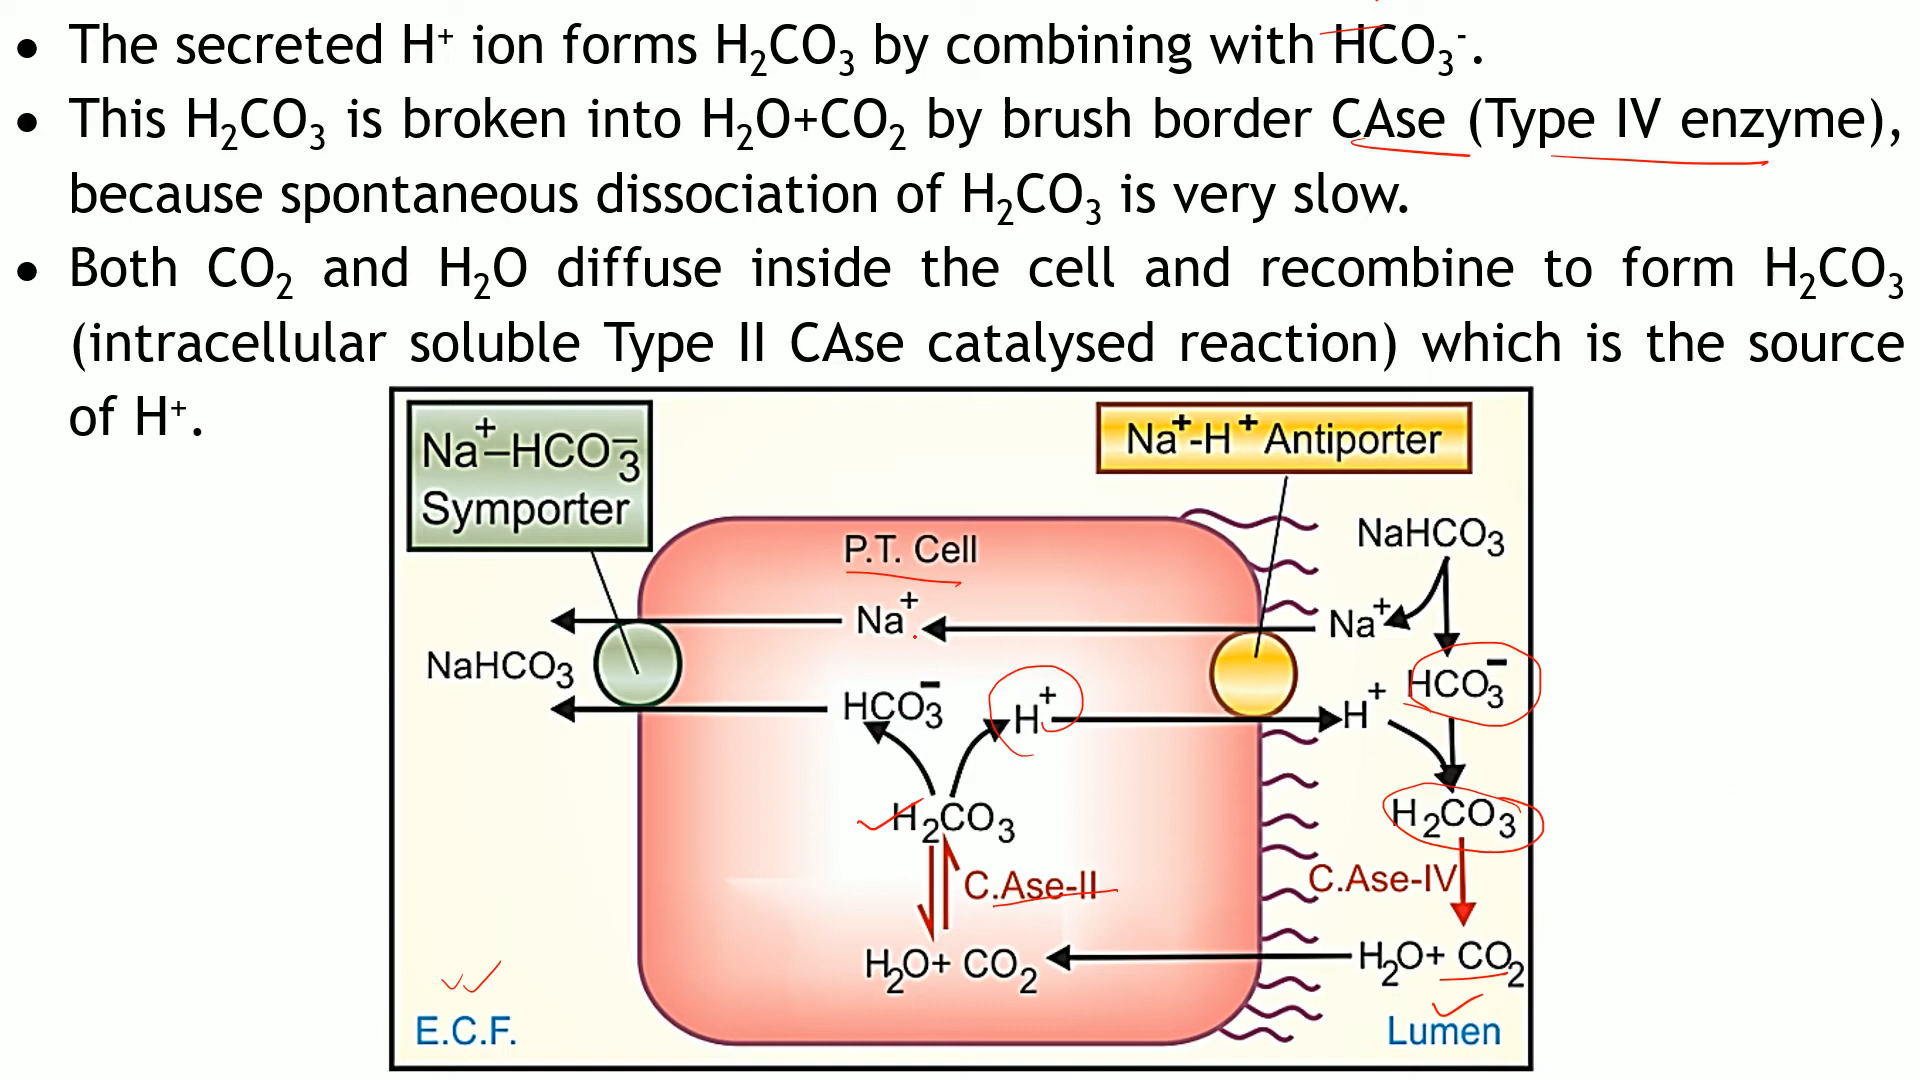 • The secreted H⁺ ion forms H₂CO₃ by combining with HCO₃⁻.
• This H₂CO₃ is broken into H₂O+CO₂ by brush border CAse (Type IV enzyme),
because spontaneous dissociation of H₂CO₃ is very slow.
• Both CO₂ and H₂O diffuse inside the cell and recombine to form H₂CO₃
(intracellular soluble Type II CAse catalysed reaction) which is the source
of H⁺.
Na⁺–HCO₃⁻
Symporter
Na⁺-H⁺ Antiporter
P.T. Cell
NaHCO₃
Na⁺
Na⁺
NaHCO₃
HCO₃⁻
H⁺
H⁺
HCO₃⁻
H₂CO₃
H₂CO₃
C.Ase-II
C.Ase-IV
H₂O+ CO₂
H₂O+ CO₂
E.C.F.
Lumen